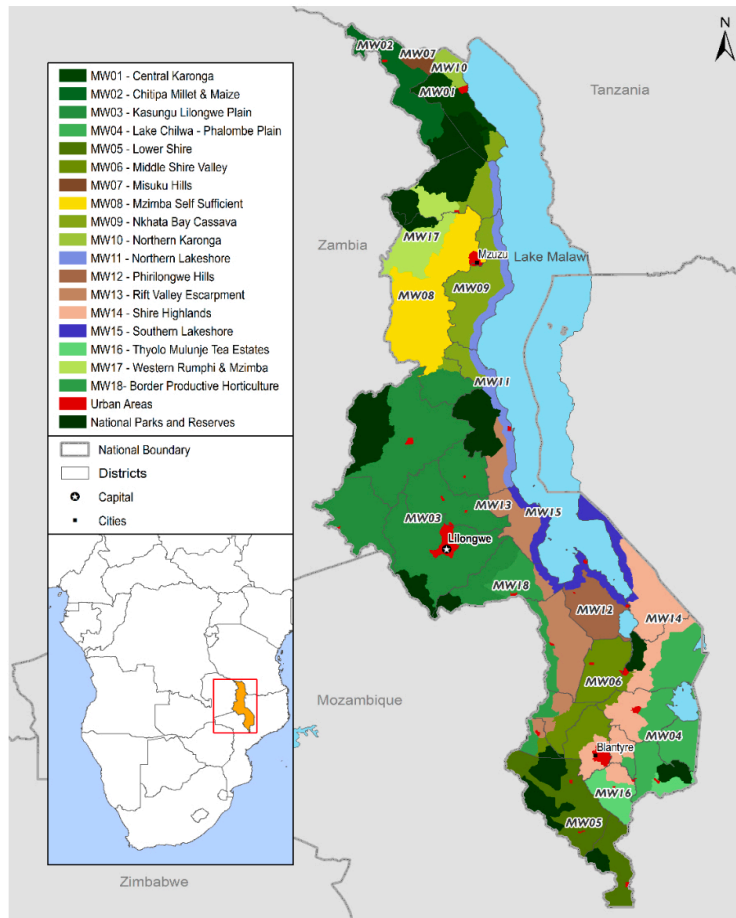 N
MW01 - Central Karonga
MW02 - Chitipa Millet & Maize
MW03 - Kasungu Lilongwe Plain
MW04 - Lake Chilwa - Phalombe Plain
MW05 - Lower Shire
MW06 - Middle Shire Valley
MW07 - Misuku Hills
MW08 - Mzimba Self Sufficient
MW09 - Nkhata Bay Cassava
MW10 - Northern Karonga
MW11 - Northern Lakeshore
MW12 - Phirilongwe Hills
MW13 - Rift Valley Escarpment
MW14 - Shire Highlands
MW15 - Southern Lakeshore
MW16 - Thyolo Mulunje Tea Estates
MW17 - Western Rumphi & Mzimba
MW18- Border Productive Horticulture
Urban Areas
National Parks and Reserves
National Boundary
Districts
Capital
Cities
MW02
MW07
MW10
MW01
Tanzania
Zambia
MW17
Mzuzu
Lake Malawi
MW08
MW09
MW11
MW03
MW13
MW15
Lilongwe
MW18
MW12
MW14
MW06
Mozambique
MW04
Blantyre
MW16
MW05
Zimbabwe